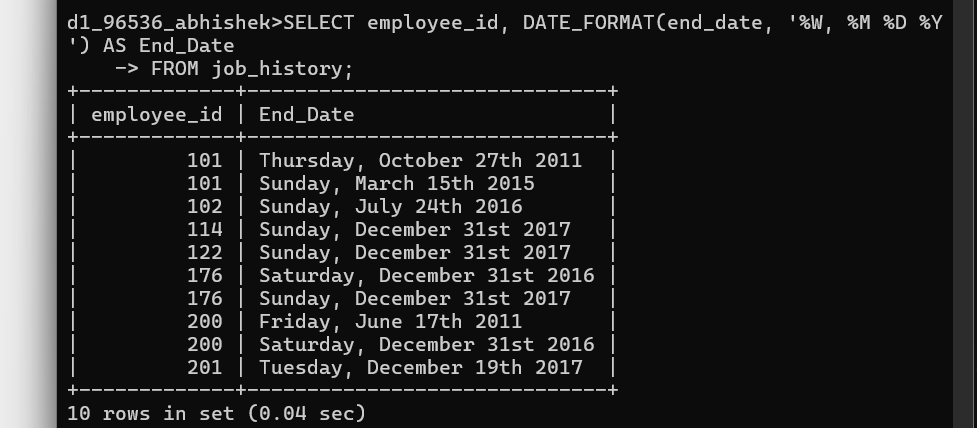 d1_96536_abhishek>SELECT employee_id, DATE_FORMAT(end_date, '%W, %M %D %Y
') AS End_Date
    -> FROM job_history;
+-------------+------------------------------+
| employee_id | End_Date                     |
+-------------+------------------------------+
|         101 | Thursday, October 27th 2011  |
|         101 | Sunday, March 15th 2015      |
|         102 | Sunday, July 24th 2016       |
|         114 | Sunday, December 31st 2017   |
|         122 | Sunday, December 31st 2017   |
|         176 | Saturday, December 31st 2016 |
|         176 | Sunday, December 31st 2017   |
|         200 | Friday, June 17th 2011       |
|         200 | Saturday, December 31st 2016 |
|         201 | Tuesday, December 19th 2017  |
+-------------+------------------------------+
10 rows in set (0.04 sec)